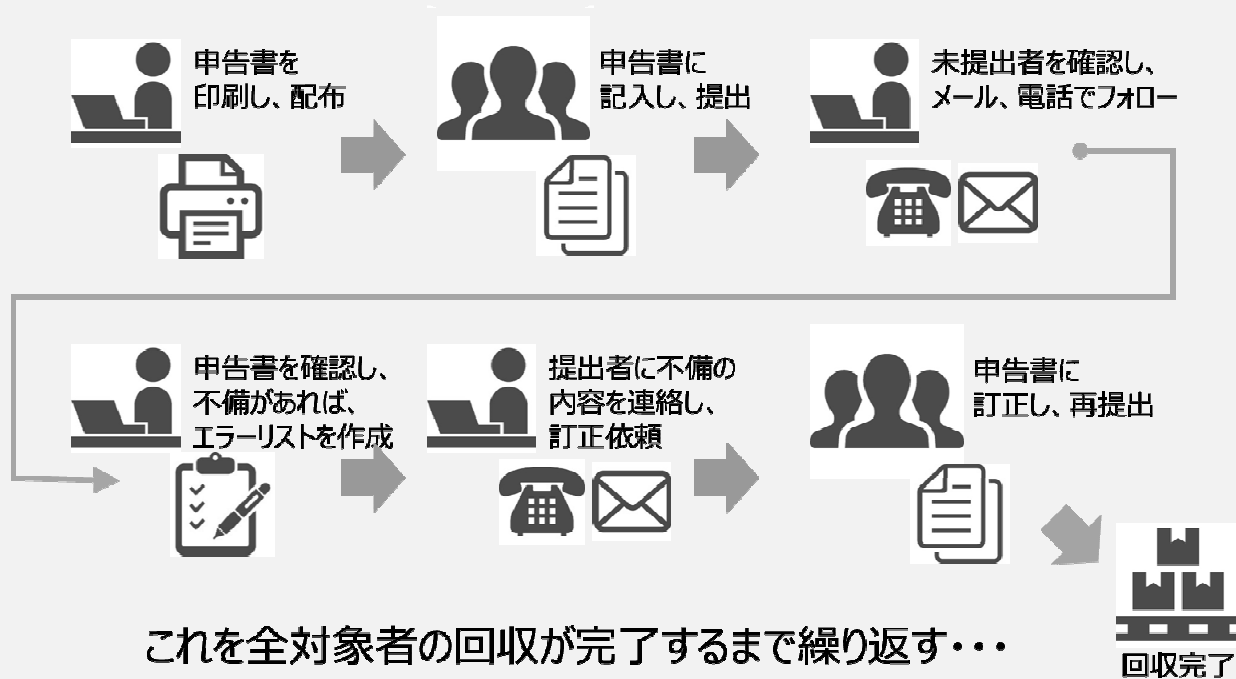 申告書を
印刷し、配布
申告書に
記入し、提出
未提出者を確認し、
メール、電話でフォロー
申告書を確認し、
不備があれば、
エラーリストを作成
提出者に不備の
内容を連絡し、
訂正依頼
申告書に
訂正し、再提出
これを全対象者の回収が完了するまで繰り返す・・・
回収完了